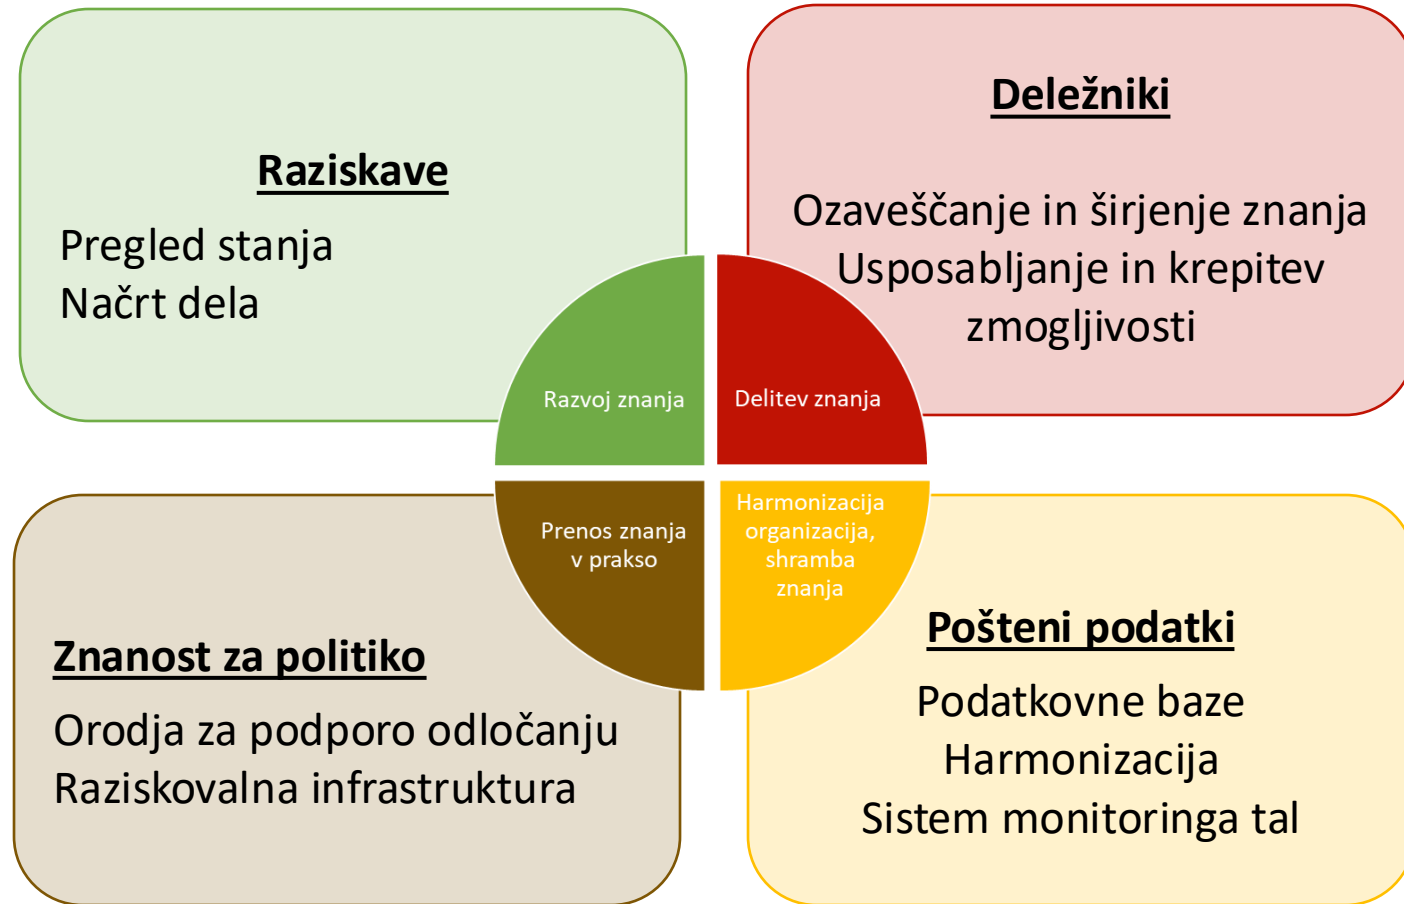 Raziskave
Pregled stanja
Načrt dela
Deležniki
Ozaveščanje in širjenje znanja
Usposabljanje in krepitev
zmogljivosti
Razvoj znanja
Delitev znanja
Prenos znanja
v prakso
Harmonizacija
organizacija,
shramba
znanja
Znanost za politiko
Orodja za podporo odločanju
Raziskovalna infrastruktura
Pošteni podatki
Podatkovne baze
Harmonizacija
Sistem monitoringa tal